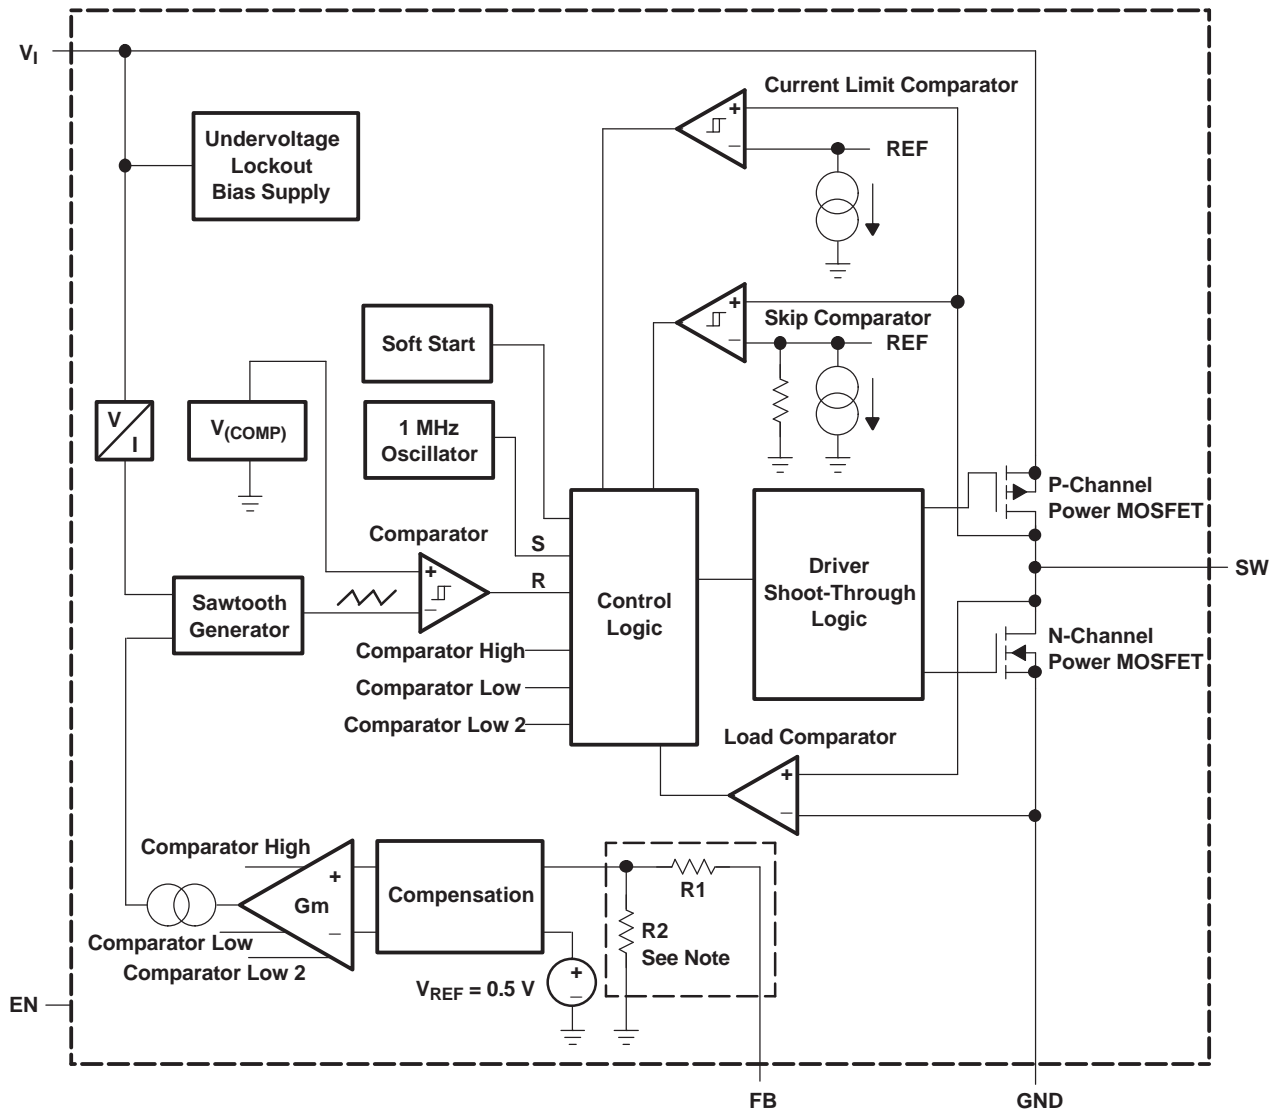 V_I
Current Limit Comparator
+
−
REF
Undervoltage
Lockout
Bias Supply
+
Skip Comparator
−
REF
Soft Start
V
I
V(COMP)
1 MHz
Oscillator
P-Channel
Power MOSFET
Comparator
S
+
R
−
Sawtooth
Generator
Control
Logic
Driver
Shoot-Through
Logic
SW
N-Channel
Power MOSFET
Comparator High
Comparator Low
Comparator Low 2
Load Comparator
+
−
Comparator High
+
Gm
−
Compensation
R1
R2
See Note
Comparator Low
Comparator Low 2
VREF = 0.5 V
+
−
EN
FB
GND